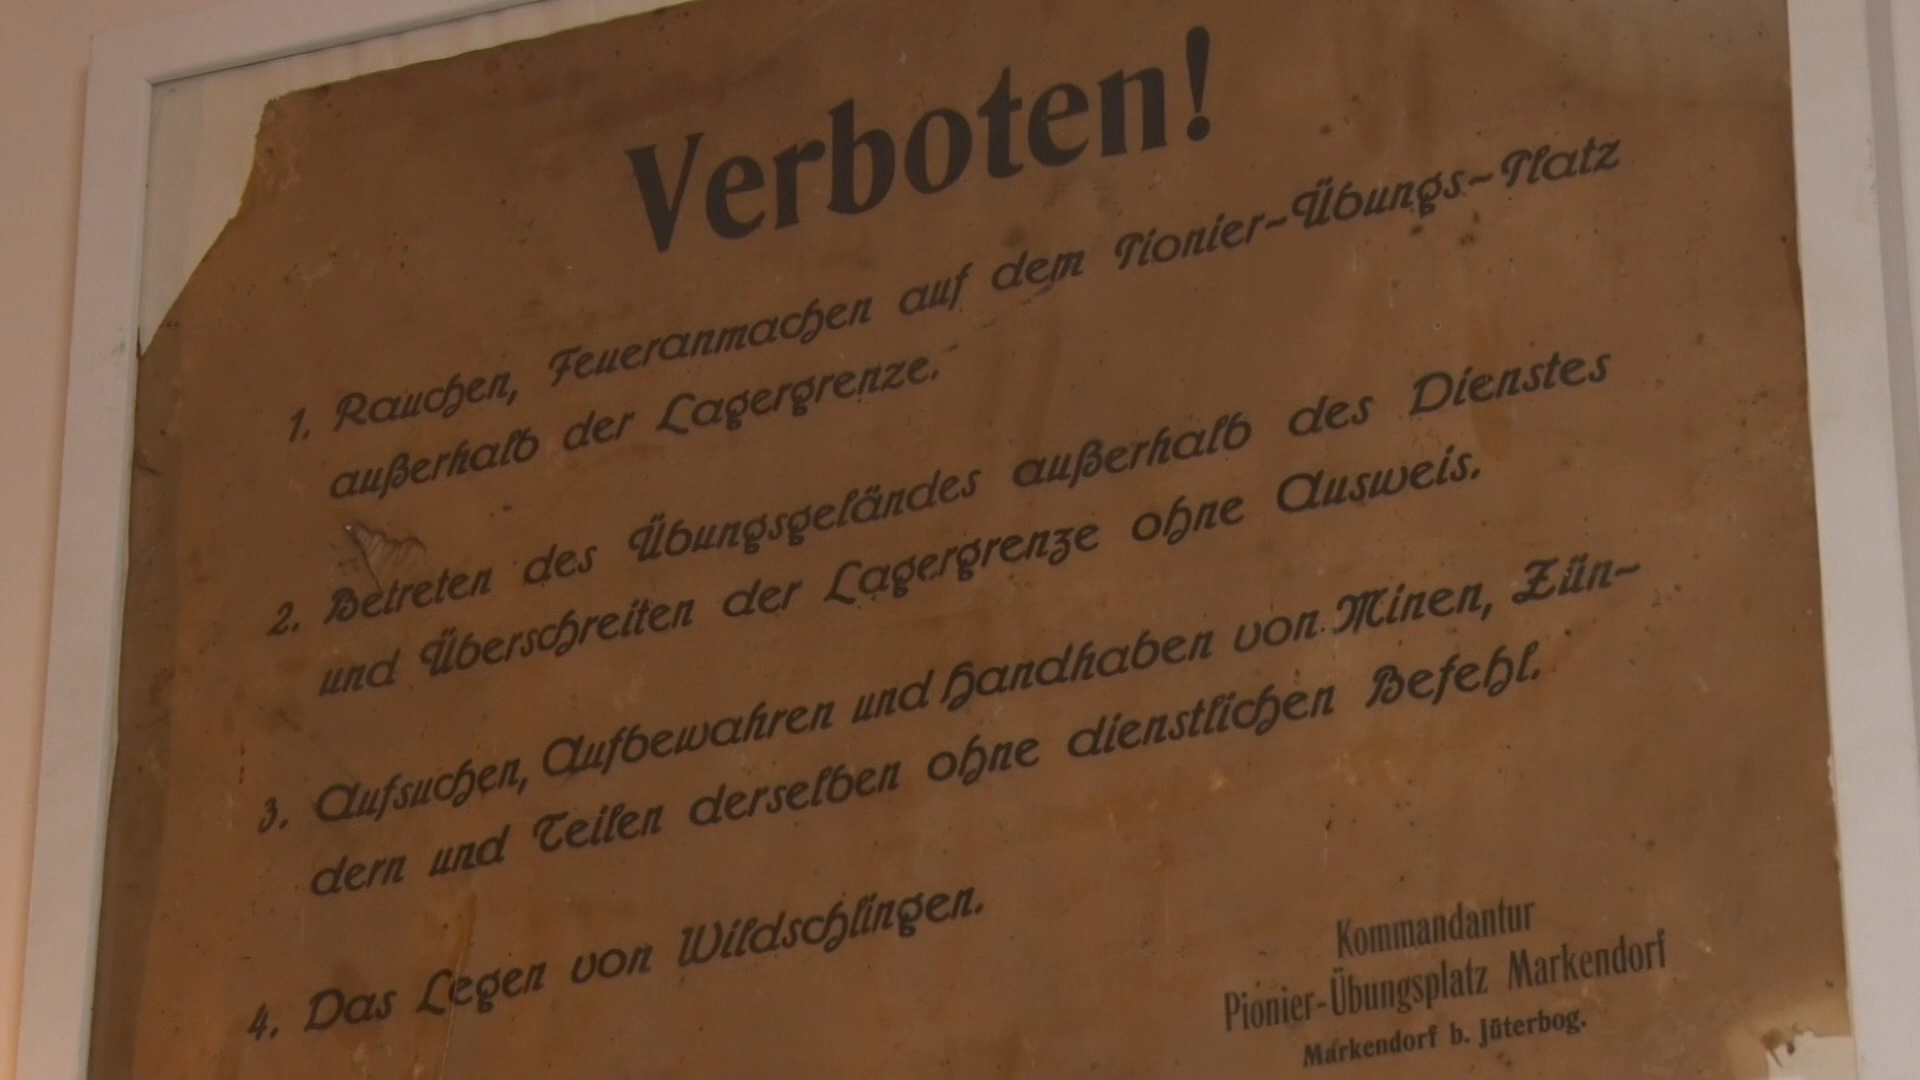 Verboten!
1. Rauchen, Feueranmachen auf dem Pionier-Übungs-Platz
außerhalb der Lagergrenze.
2. Betreten des Übungsgeländes außerhalb des Dienstes
und Überschreiten der Lagergrenze ohne Ausweis.
3. Aufsuchen, Aufbewahren und Handhaben von Minen, Zün-
dern und Teilen derselben ohne dienstlichen Befehl.
4. Das Legen von Wildschlingen.
Kommandantur
Pionier-Übungsplatz Markendorf
Markendorf b. Jüterbog.